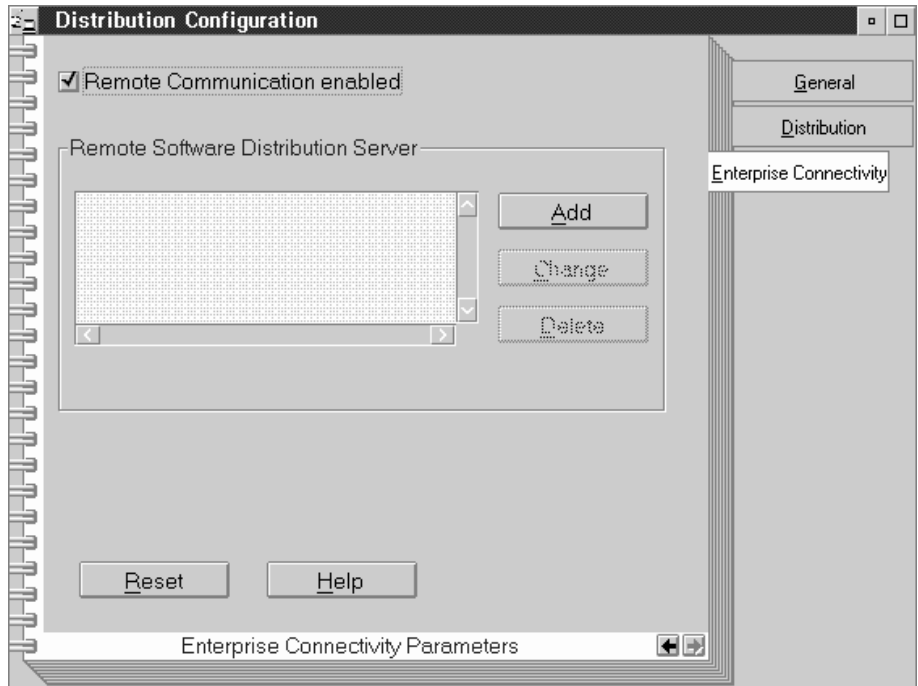 Distribution Configuration
Remote Communication enabled
General
Distribution
Enterprise Connectivity
Remote Software Distribution Server
Add
Change
Delete
Reset
Help
Enterprise Connectivity Parameters